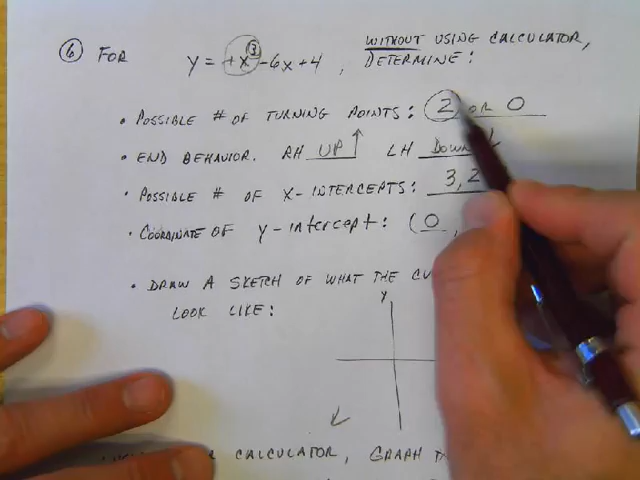 ⑥ FOR y = +x³ - 6x + 4 , WITHOUT USING CALCULATOR,
DETERMINE:
• POSSIBLE # OF TURNING POINTS: 2 OR 0
• END BEHAVIOR. RH UP ↑ LH DOWN
• POSSIBLE # OF X-INTERCEPTS: 3, 2
• COORDINATE OF Y-intercept: ( 0 ,
• DRAW A SKETCH OF WHAT THE
LOOK LIKE:
y
CALCULATOR, GRAPH